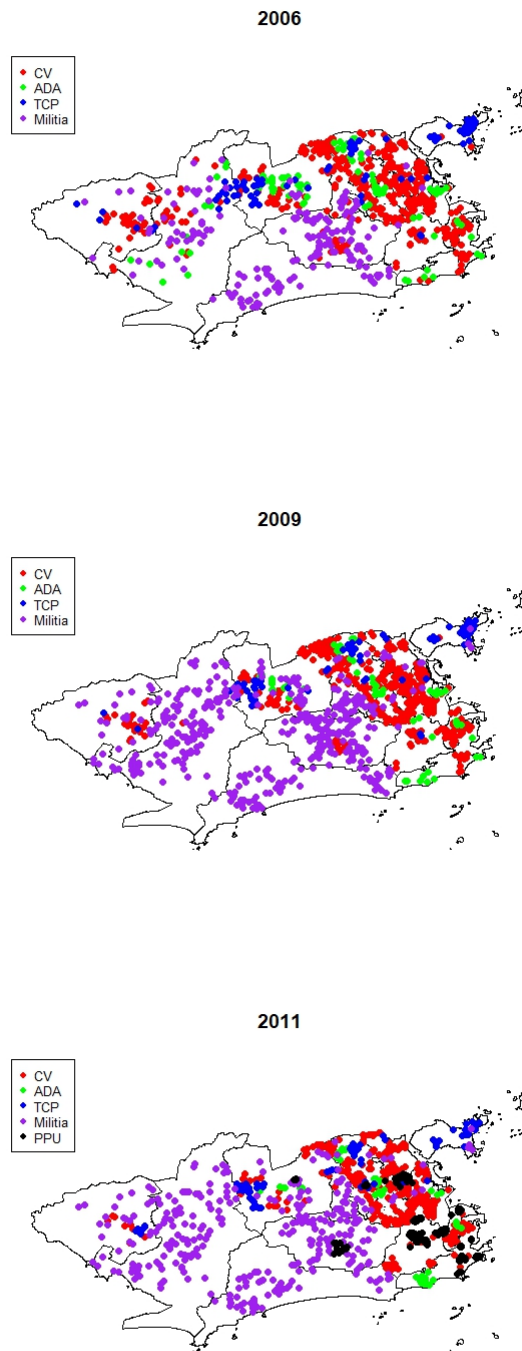 2006
CV
ADA
TCP
Militia
2009
CV
ADA
TCP
Militia
2011
CV
ADA
TCP
Militia
PPU